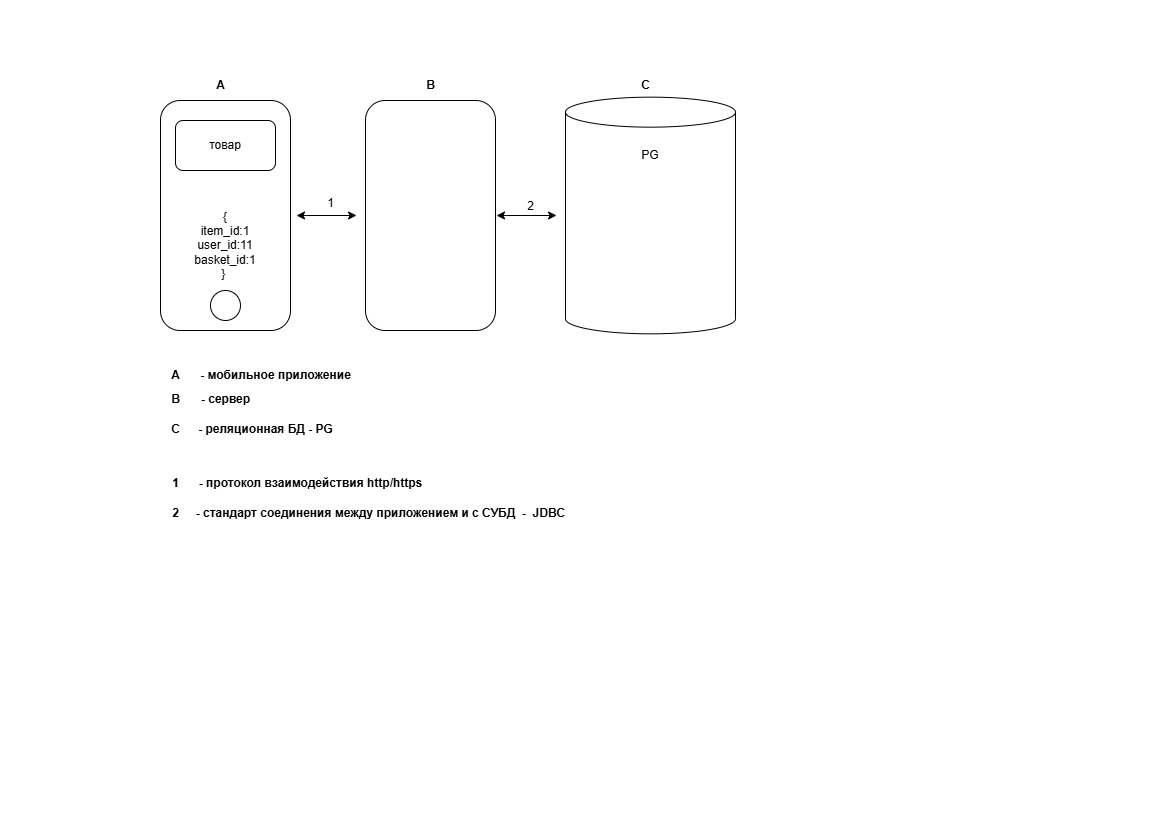 A
B
C
товар
PG
1
2
{
item_id:1
user_id:11
basket_id:1
}
A - мобильное приложение
B - сервер
C - реляционная БД - PG
1 - протокол взаимодействия http/https
2 - стандарт соединения между приложением и с СУБД - JDBC